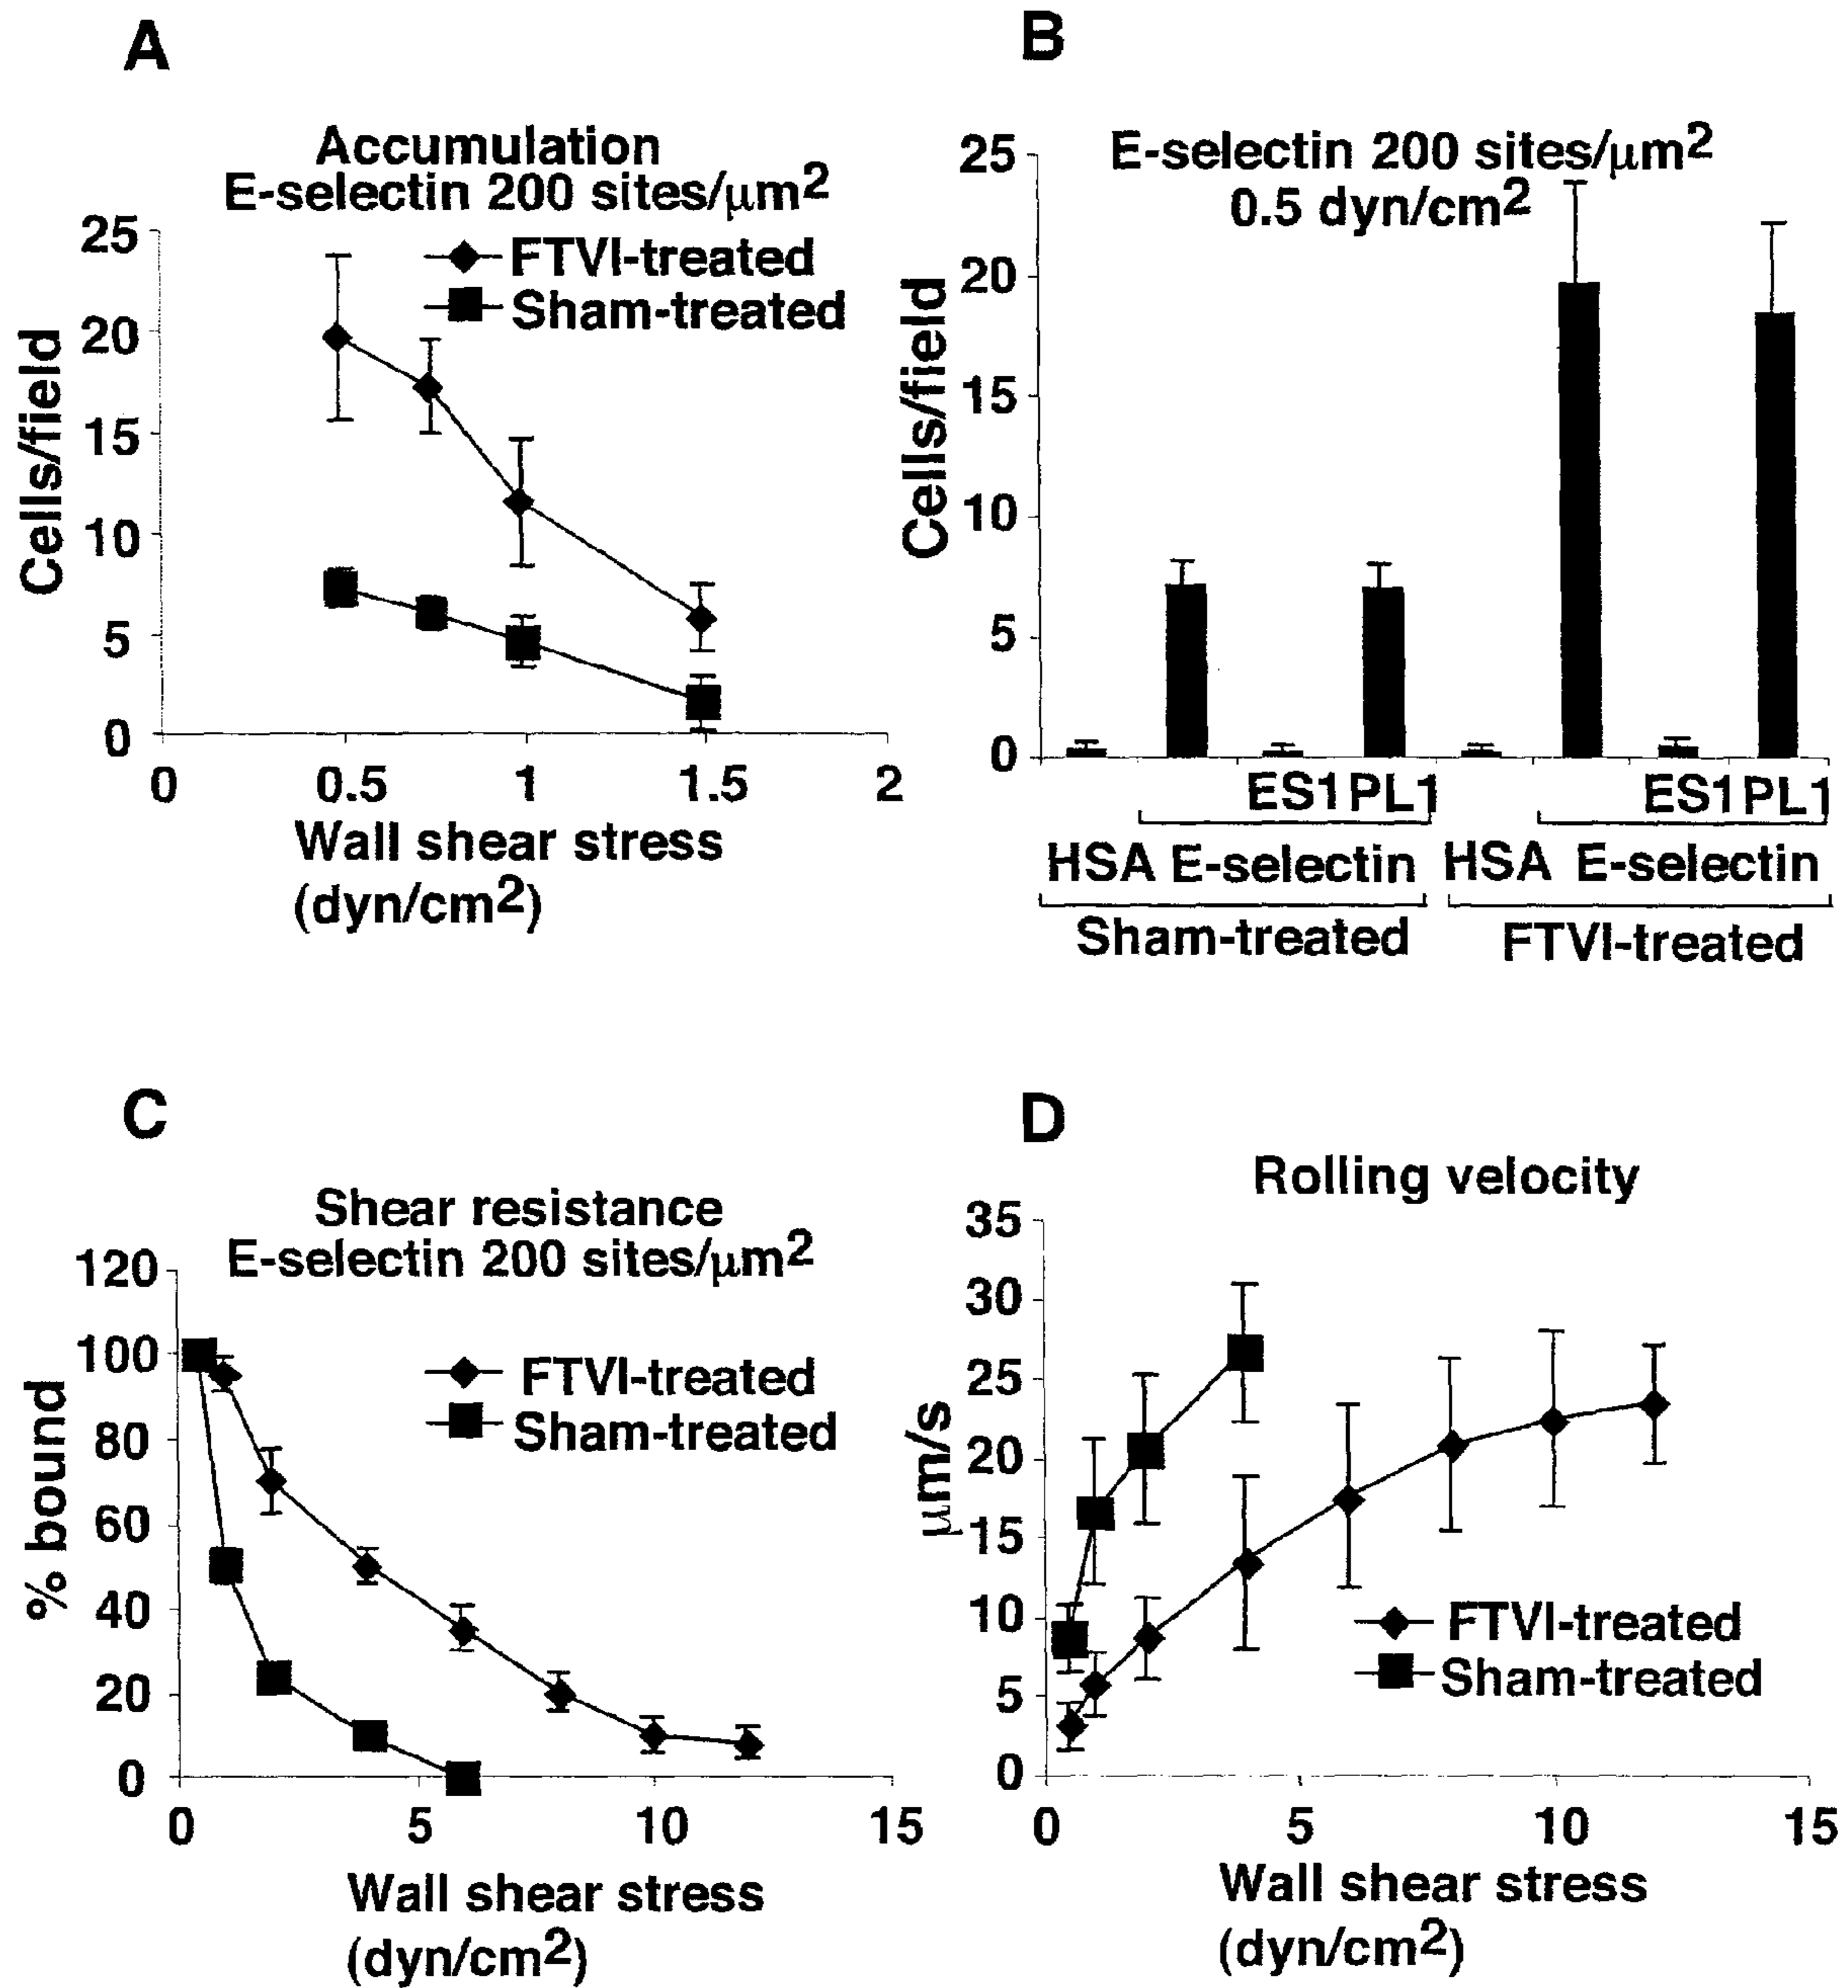 A
Accumulation
E-selectin 200 sites/μm2
FTVI-treated
Sham-treated
Cells/field
25
20
15
10
5
0
0 0.5 1 1.5 2
Wall shear stress
(dyn/cm2)
B
E-selectin 200 sites/μm2
0.5 dyn/cm2
Cells/field
25
20
15
10
5
0
ES1 PL1 ES1 PL1
HSA E-selectin HSA E-selectin
Sham-treated FTVI-treated
C
Shear resistance
E-selectin 200 sites/μm2
FTVI-treated
Sham-treated
% bound
120
100
80
60
40
20
0
0 5 10 15
Wall shear stress
(dyn/cm2)
D
Rolling velocity
μm/s
35
30
25
20
15
10
5
0
FTVI-treated
Sham-treated
0 5 10 15
Wall shear stress
(dyn/cm2)